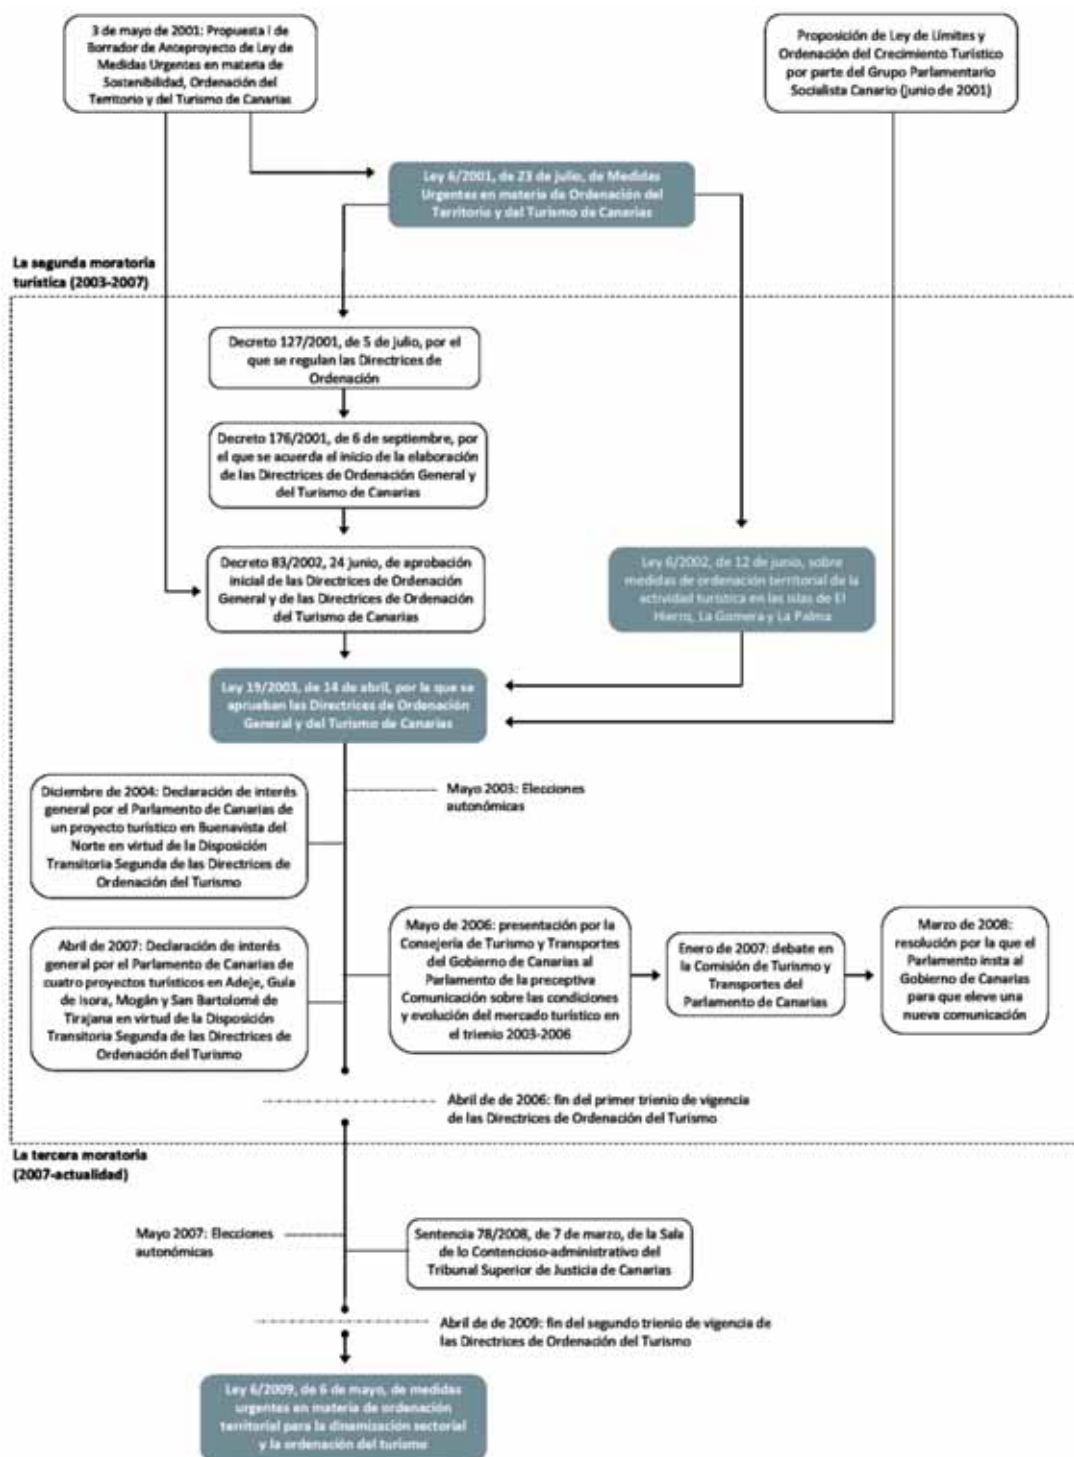 3 de mayo de 2001: Propuesta I de
Borrador de Anteproyecto de Ley de
Medidas Urgentes en materia de
Sostenibilidad, Ordenación del
Territorio y del Turismo de Canarias
Proposición de Ley de Límites y
Ordenación del Crecimiento Turístico
por parte del Grupo Parlamentario
Socialista Canario (junio de 2001)
Ley 6/2001, de 23 de julio, de Medidas
Urgentes en materia de Ordenación del
Territorio y del Turismo de Canarias
La segunda moratoria
turística (2003-2007)
Decreto 127/2001, de 5 de julio, por el
que se regulan las Directrices de
Ordenación
Decreto 176/2001, de 6 de septiembre, por
el que se acuerda el inicio de la elaboración
de las Directrices de Ordenación General y
del Turismo de Canarias
Decreto 83/2002, 24 junio, de aprobación
inicial de las Directrices de Ordenación
General y de las Directrices de Ordenación
del Turismo de Canarias
Ley 6/2002, de 12 de junio, sobre
medidas de ordenación territorial de la
actividad turística en las islas de El
Hierro, La Gomera y La Palma
Ley 19/2003, de 14 de abril, por la que se
aprueban las Directrices de Ordenación
General y del Turismo de Canarias
Mayo 2003: Elecciones
autonómicas
Diciembre de 2004: Declaración de interés
general por el Parlamento de Canarias de
un proyecto turístico en Buenavista del
Norte en virtud de la Disposición
Transitoria Segunda de las Directrices de
Ordenación del Turismo
Abril de 2007: Declaración de interés
general por el Parlamento de Canarias de
cuatro proyectos turísticos en Adeje, Guía
de Isora, Mogán y San Bartolomé de
Tirajana en virtud de la Disposición
Transitoria Segunda de las Directrices de
Ordenación del Turismo
Mayo de 2006: presentación por la
Consejería de Turismo y Transportes
del Gobierno de Canarias al
Parlamento de la preceptiva
Comunicación sobre las condiciones
y evolución del mercado turístico en
el trienio 2003-2006
Enero de 2007: debate en
la Comisión de Turismo y
Transportes del
Parlamento de Canarias
Marzo de 2008:
resolución por la que el
Parlamento insta al
Gobierno de Canarias
para que eleve una
nueva comunicación
Abril de de 2006: fin del primer trienio de vigencia
de las Directrices de Ordenación del Turismo
La tercera moratoria
(2007-actualidad)
Mayo 2007: Elecciones
autonómicas
Sentencia 78/2008, de 7 de marzo, de la Sala
de lo Contencioso-administrativo del
Tribunal Superior de Justicia de Canarias
Abril de de 2009: fin del segundo trienio de vigencia de
las Directrices de Ordenación del Turismo
Ley 6/2009, de 6 de mayo, de medidas
urgentes en materia de ordenación
territorial para la dinamización sectorial
y la ordenación del turismo